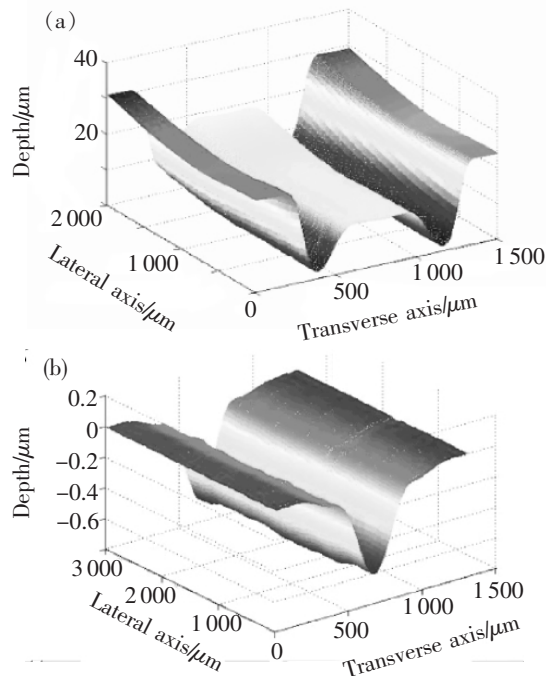 (a)
40
20
Depth/μm
2 000
1 000
0
Lateral axis/μm
500
1 000
1 500
Transverse axis/μm
(b)
0.2
0
−0.2
−0.4
−0.6
Depth/μm
3 000
2 000
1 000
0
Lateral axis/μm
500
1 000
1 500
Transverse axis/μm